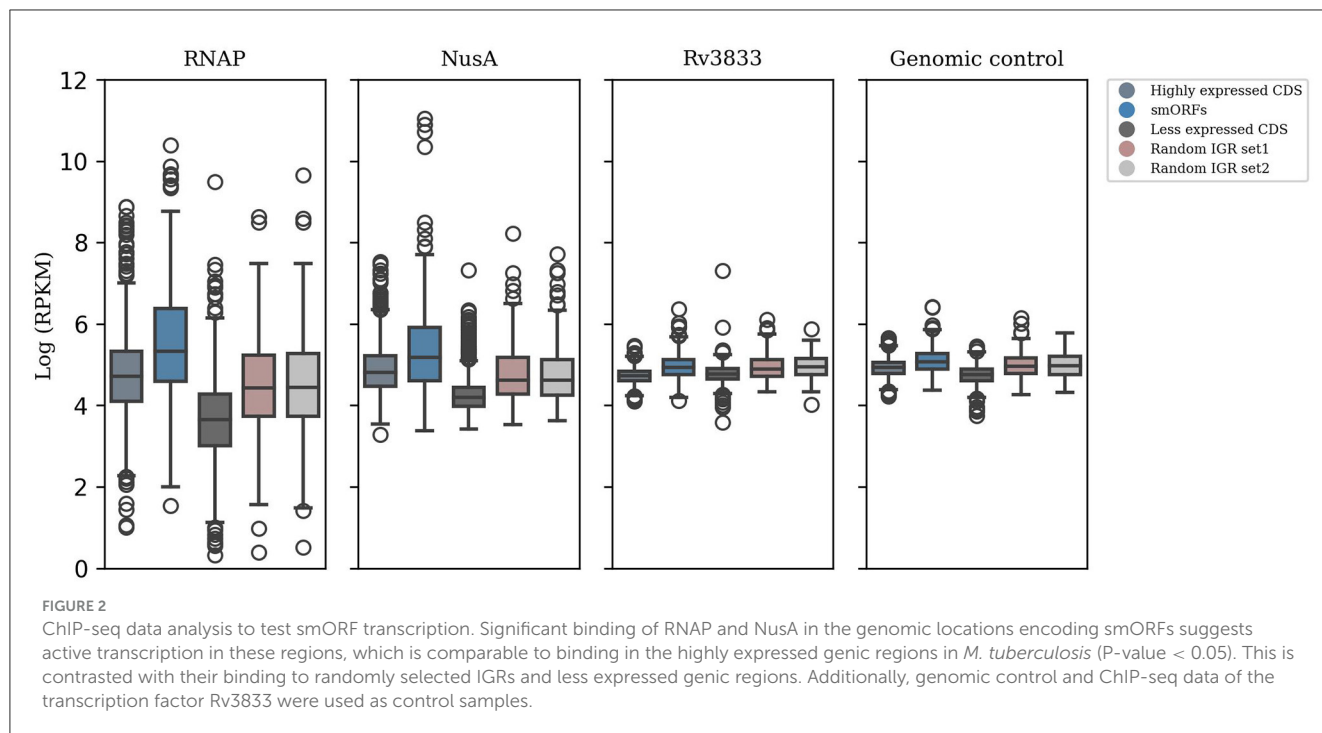 RNAP
NusA
Rv3833
Genomic control
12
10
8
6
4
2
0
Log (RPKM)
Highly expressed CDS
smORFs
Less expressed CDS
Random IGR set1
Random IGR set2
FIGURE 2
ChIP-seq data analysis to test smORF transcription. Significant binding of RNAP and NusA in the genomic locations encoding smORFs suggests
active transcription in these regions, which is comparable to binding in the highly expressed genic regions in M. tuberculosis (P-value < 0.05). This is
contrasted with their binding to randomly selected IGRs and less expressed genic regions. Additionally, genomic control and ChIP-seq data of the
transcription factor Rv3833 were used as control samples.